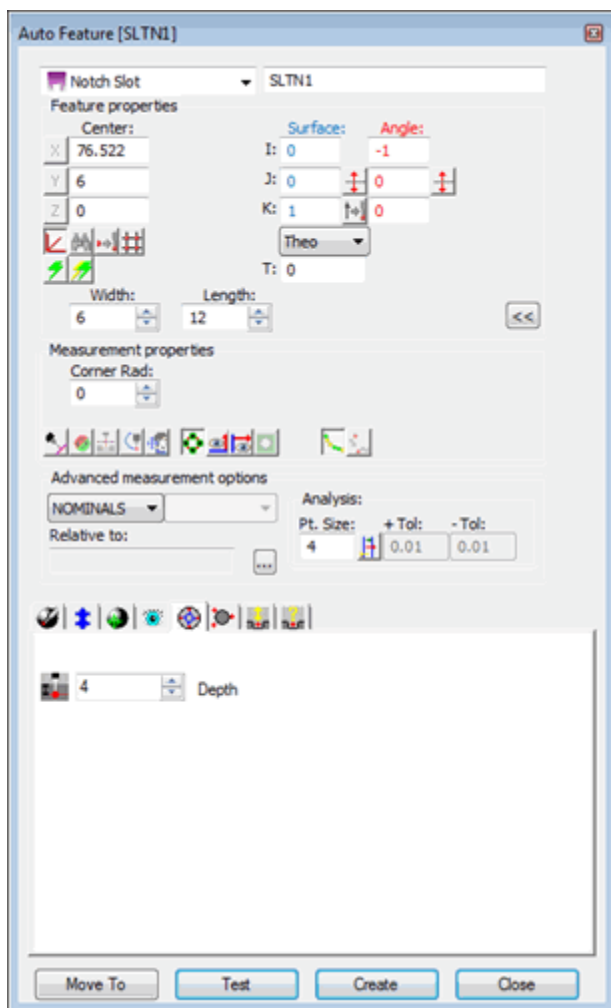 Auto Feature [SLTN1]
Notch Slot SLTN1
Feature properties
Center: Surface: Angle:
X 76.522 I: 0 -1
Y 6 J: 0 0
Z 0 K: 1 0
Theo
T: 0
Width: Length:
6 12 <<
Measurement properties
Corner Rad:
0
Advanced measurement options
NOMINALS Analysis:
Pt. Size: + Tol: - Tol:
Relative to: 4 0.01 0.01
...
4 Depth
Move To Test Create Close